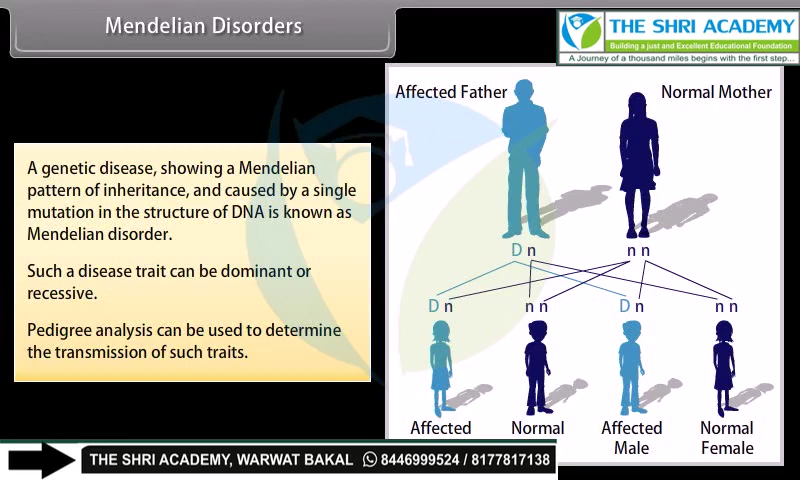 Mendelian Disorders
THE SHRI ACADEMY
Building a just and Excellent Educational Foundation
A Journey of a thousand miles begins with the first step...
A genetic disease, showing a Mendelian
pattern of inheritance, and caused by a single
mutation in the structure of DNA is known as
Mendelian disorder.
Such a disease trait can be dominant or
recessive.
Pedigree analysis can be used to determine
the transmission of such traits.
Affected Father Normal Mother
D n n n
D n n n D n n n
Affected Normal Affected Normal
Male Female
THE SHRI ACADEMY, WARWAT BAKAL 8446999524 / 8177817138